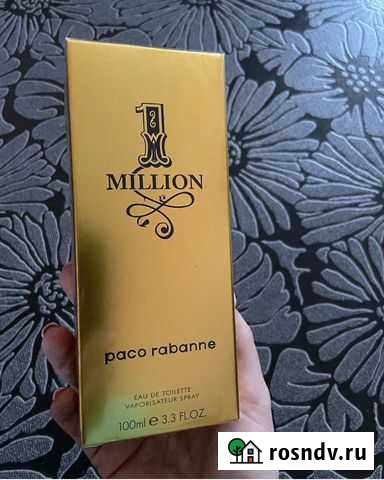 1
MILLION
paco rabanne
EAU DE TOILETTE
VAPORISATEUR SPRAY
100ml e 3.3 FL.OZ.
rosndv.ru